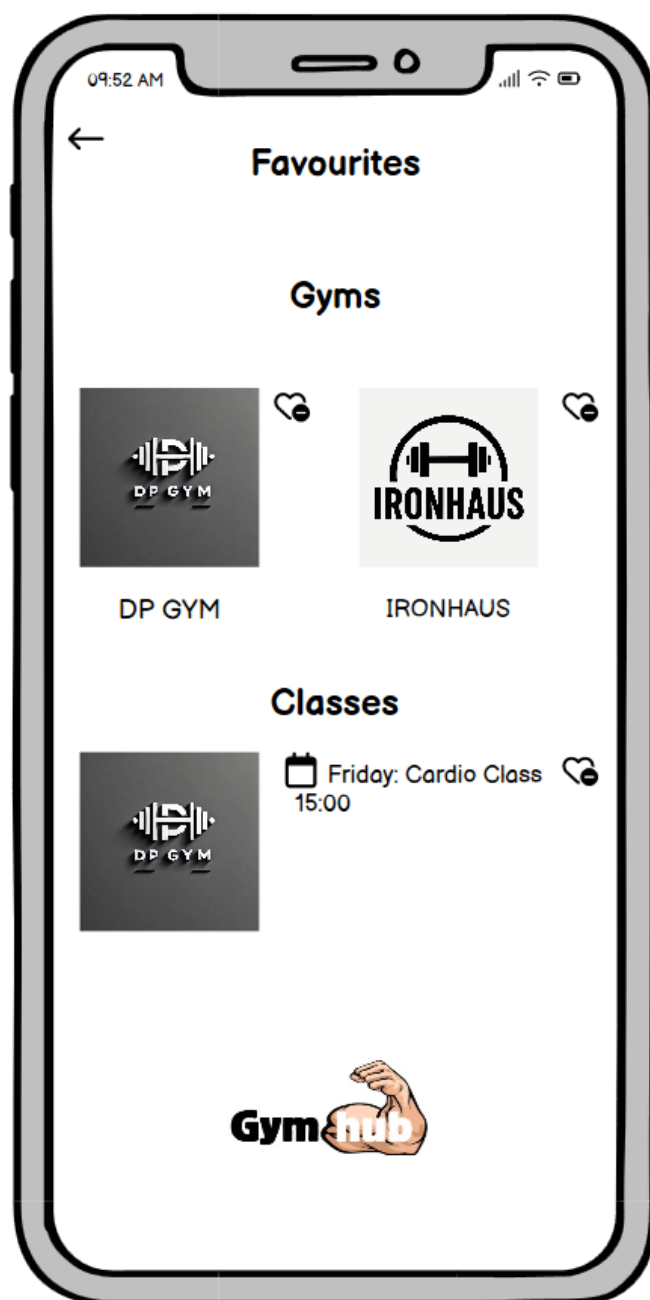 09:52 AM
Favourites
Gyms
DP GYM
IRONHAUS
DP GYM
IRONHAUS
Classes
Friday: Cardio Class
15:00
DP GYM
Gym hub